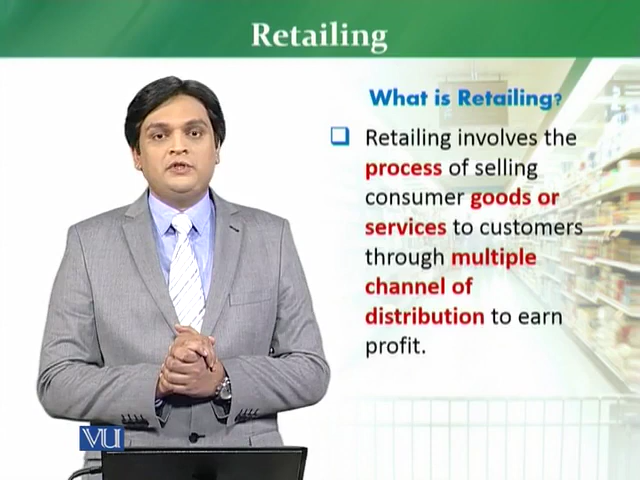 Retailing
What is Retailing?
Retailing involves the
process of selling
consumer goods or
services to customers
through multiple
channel of
distribution to earn
profit.
VU